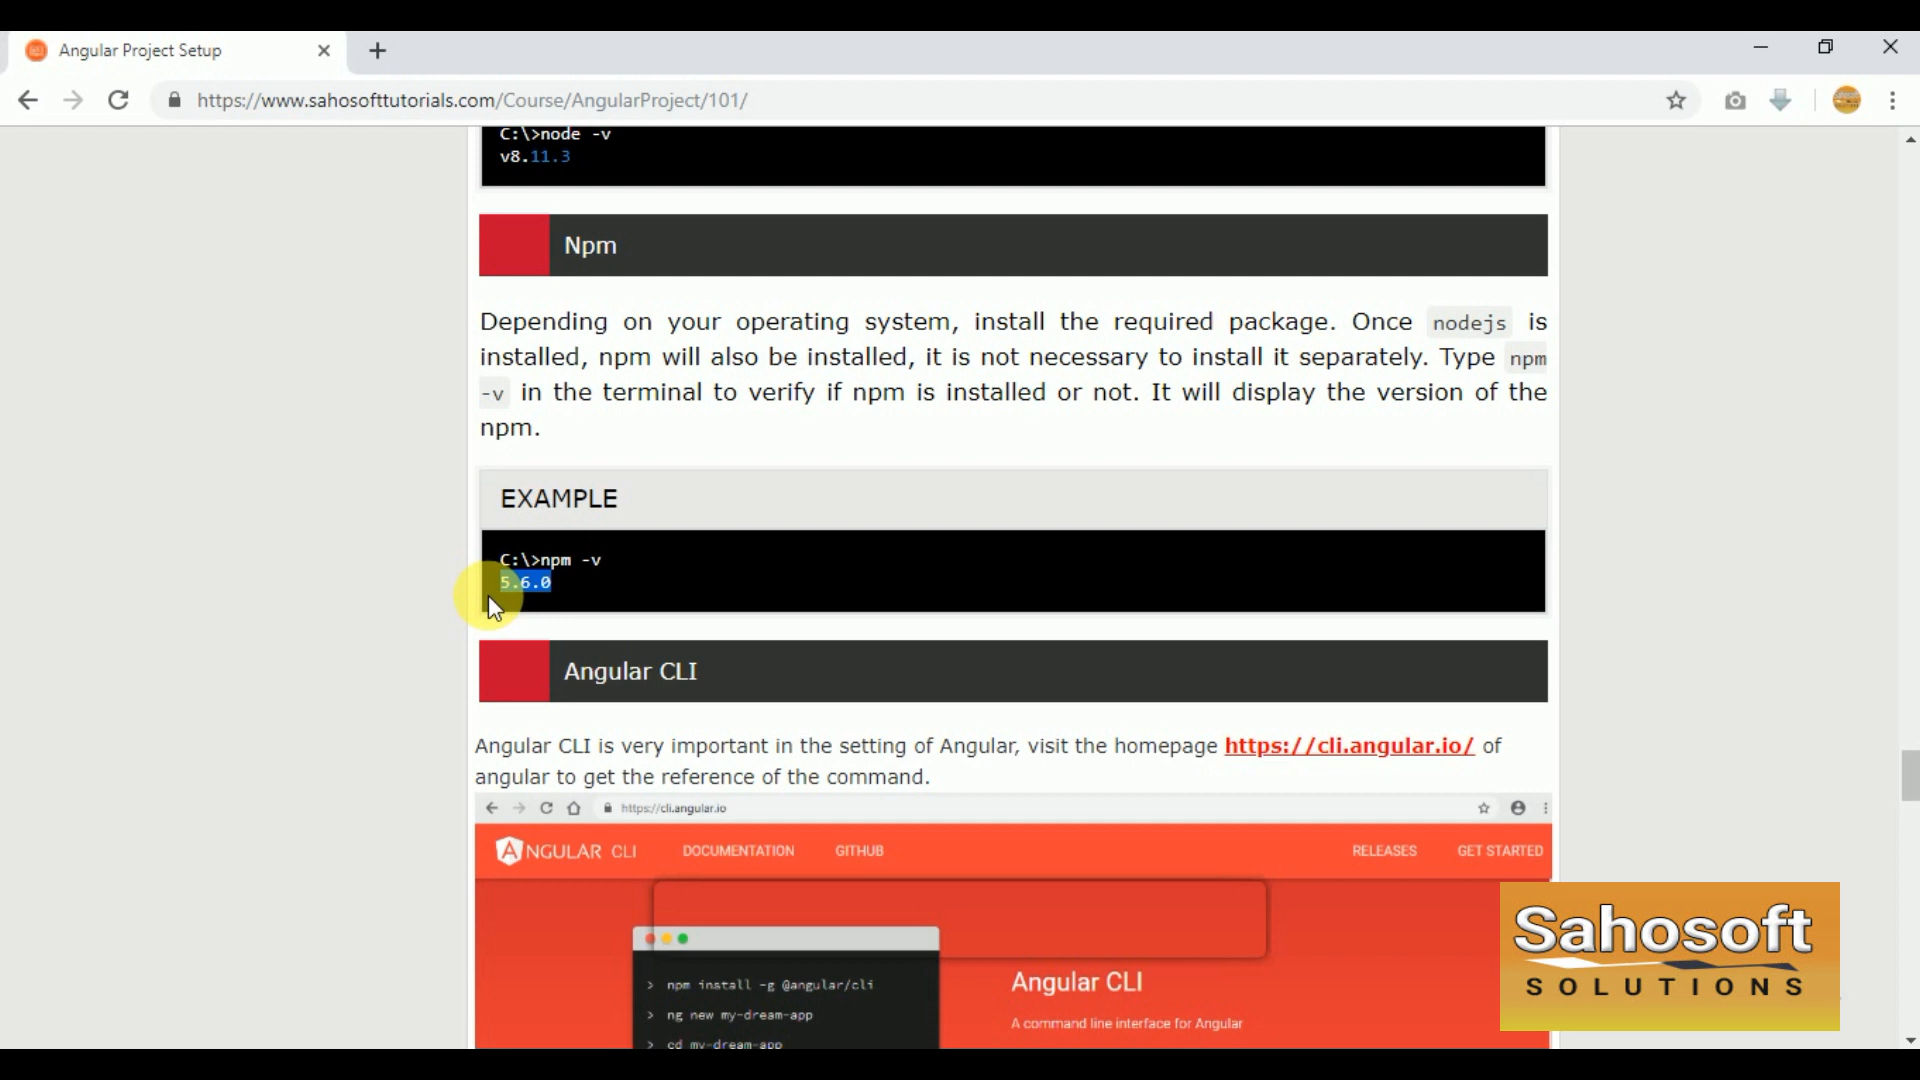 Angular Project Setup
https://www.sahosofttutorials.com/Course/AngularProject/101/
C:\>node -v
v8.11.3
Npm
Depending on your operating system, install the required package. Once nodejs is
installed, npm will also be installed, it is not necessary to install it separately. Type npm
-v in the terminal to verify if npm is installed or not. It will display the version of the
npm.
EXAMPLE
C:\>npm -v
5.6.0
Angular CLI
Angular CLI is very important in the setting of Angular, visit the homepage https://cli.angular.io/ of
angular to get the reference of the command.
https://cli.angular.io
ANGULAR CLI DOCUMENTATION GITHUB RELEASES GET STARTED
> npm install -g @angular/cli
> ng new my-dream-app
> cd my-dream-app
Angular CLI
A command line interface for Angular
Sahosoft
SOLUTIONS